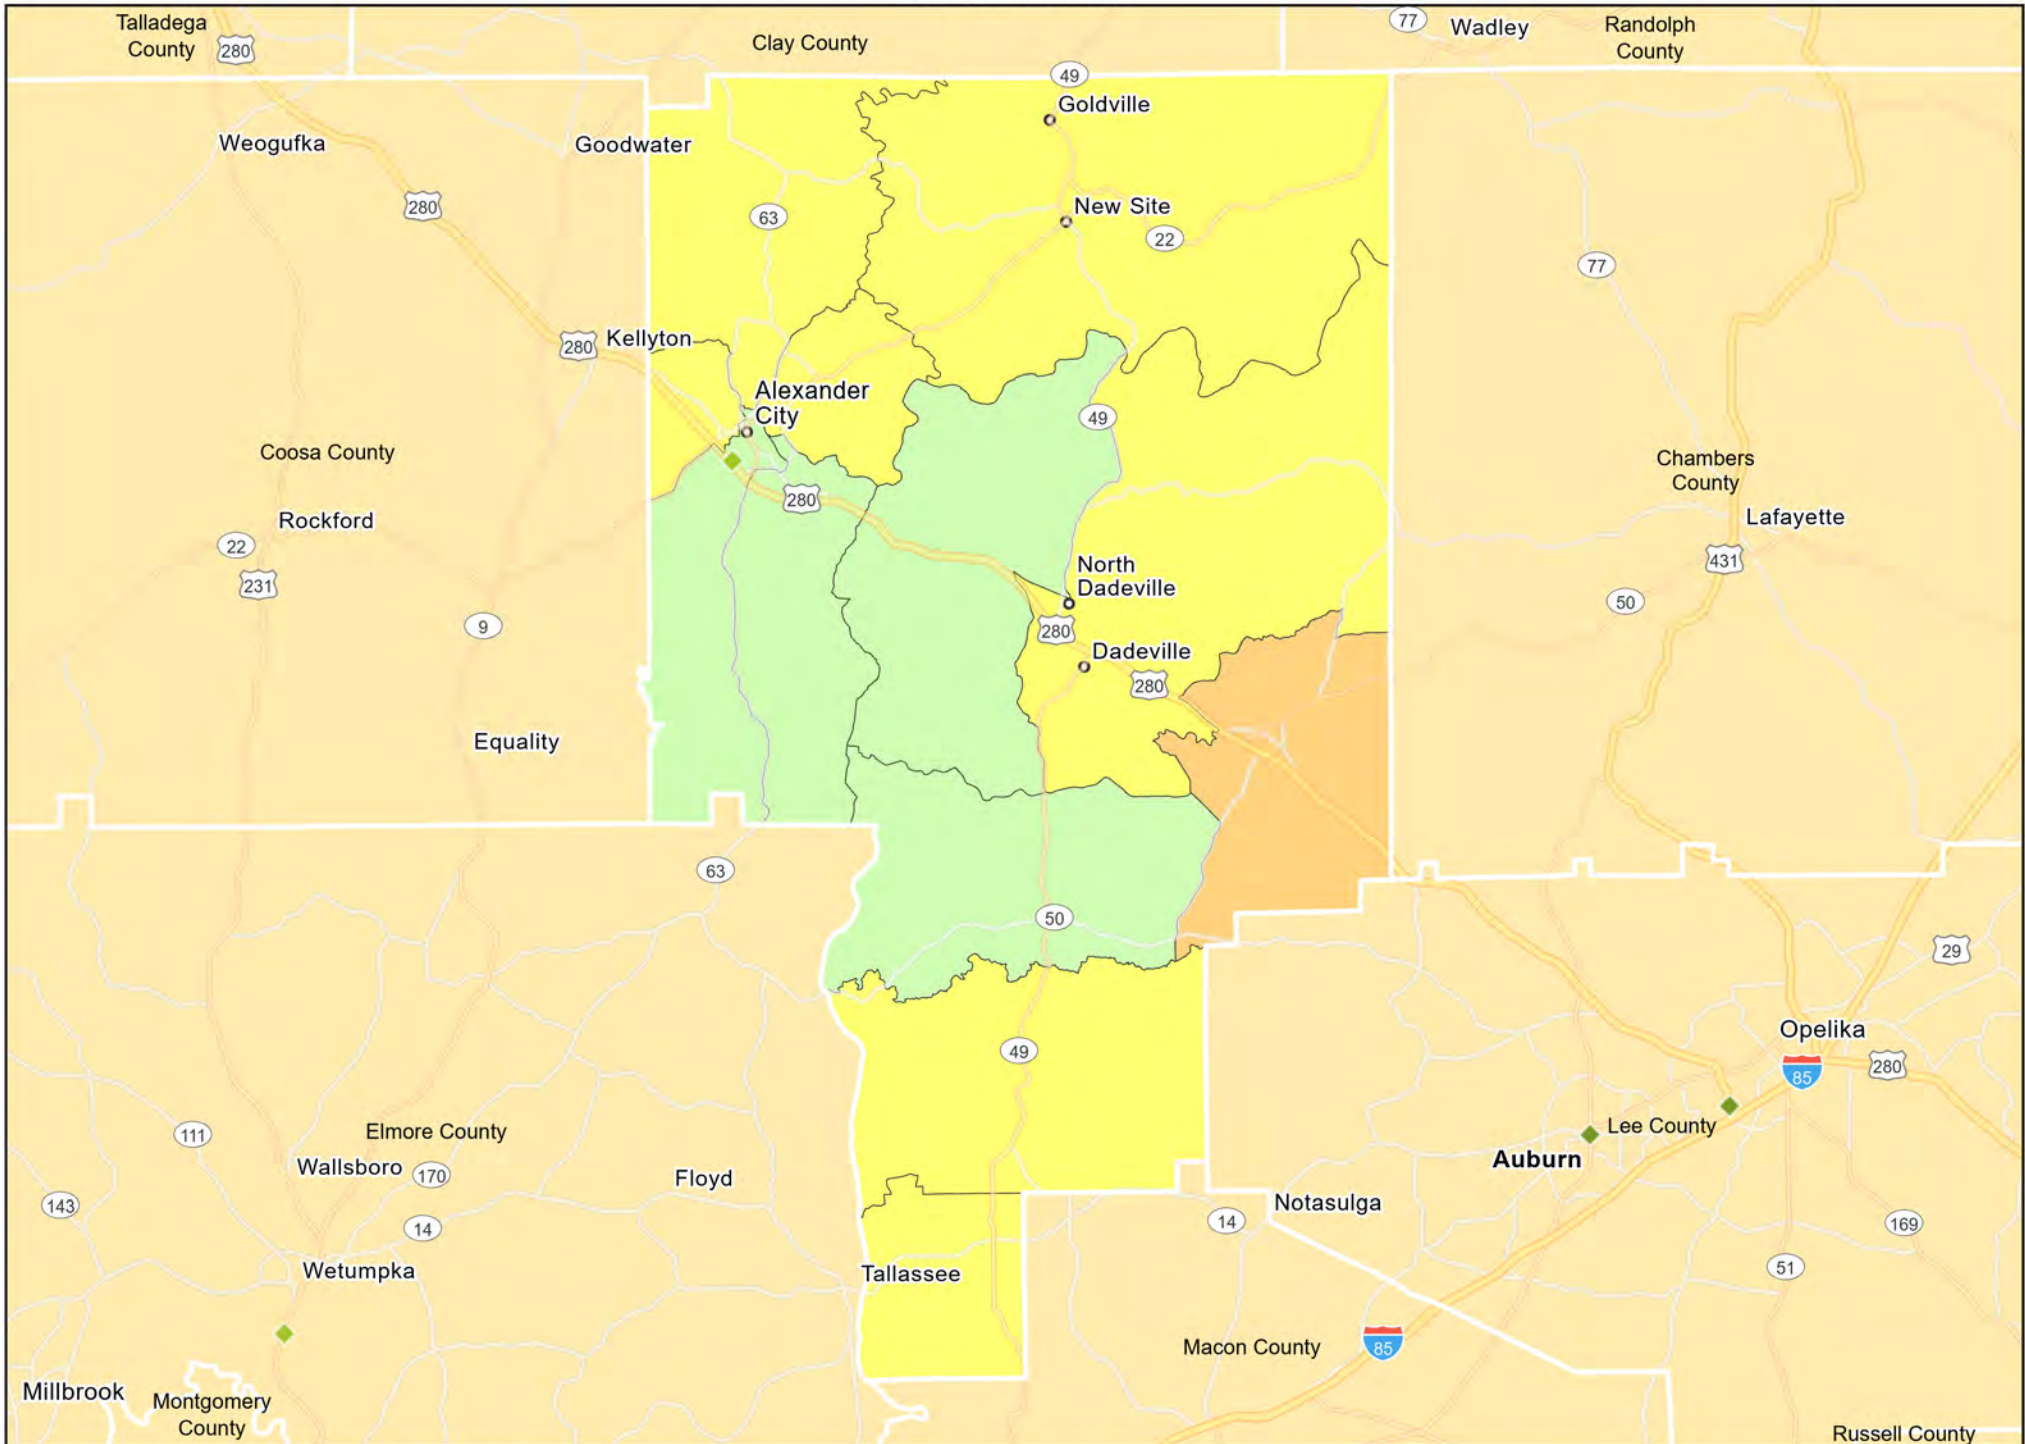 Talladega
County
280
Clay County
77
Wadley
Randolph
County
49
Goldville
Weogufka
Goodwater
280
63
New Site
22
77
280
Kellyton
Alexander
City
49
Coosa County
Chambers
County
280
Rockford
Lafayette
22
231
431
North
Dadeville
50
9
280
Dadeville
280
Equality
63
50
29
Opelika
49
280
85
111
Elmore County
Lee County
Wallsboro
170
Floyd
Auburn
143
14
Notasulga
14
169
Wetumpka
Tallassee
51
Macon County
85
Millbrook
Montgomery
County
Russell County